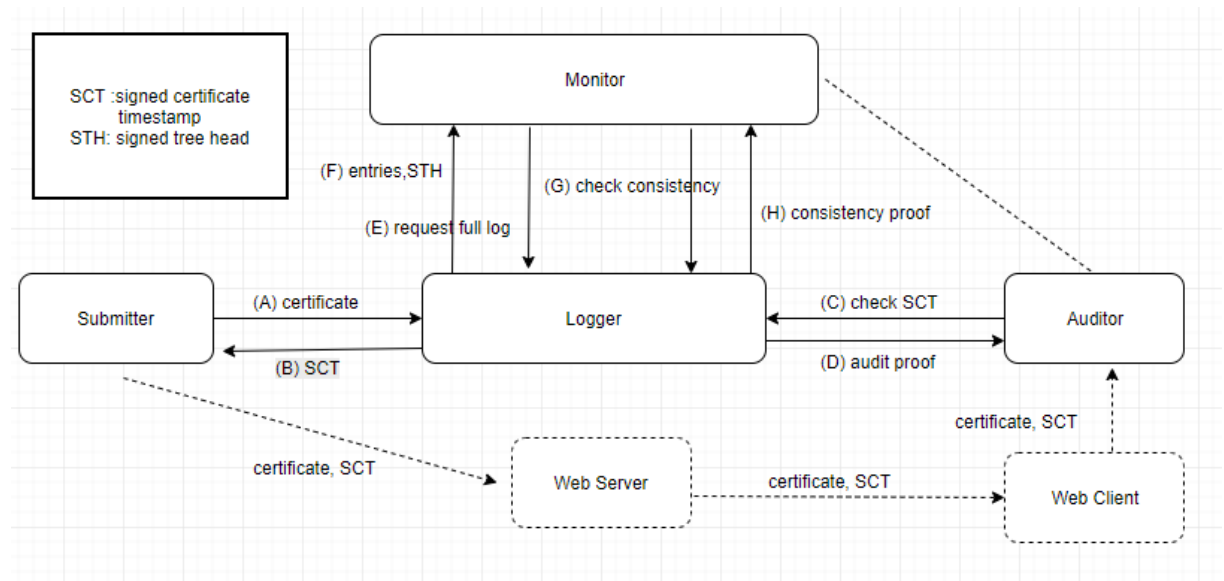 SCT :signed certificate
timestamp
STH: signed tree head
Monitor
(F) entries,STH
(G) check consistency
(E) request full log
(H) consistency proof
Submitter
(A) certificate
(B) SCT
Logger
(C) check SCT
(D) audit proof
Auditor
certificate, SCT
Web Server
certificate, SCT
certificate, SCT
Web Client